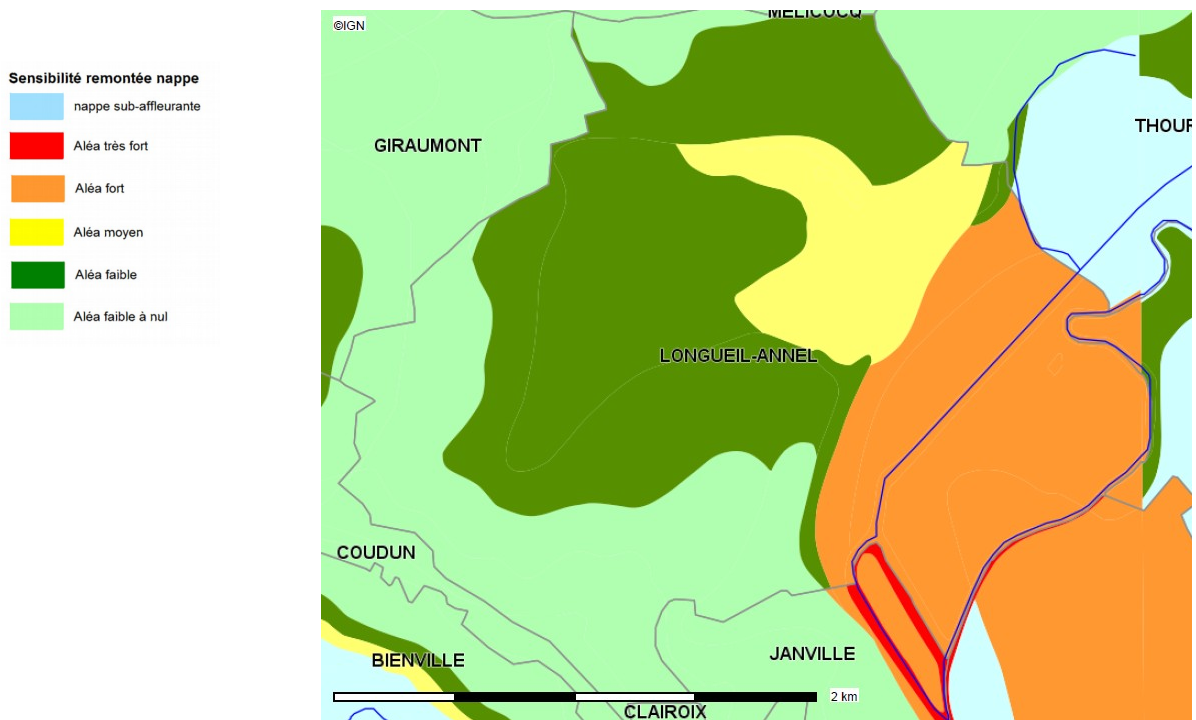 ©IGN
MELICOCQ
Sensibilité remontée nappe
nappe sub-affleurante
Aléa très fort
Aléa fort
Aléa moyen
Aléa faible
Aléa faible à nul
THOUR
GIRAUMONT
LONGUEIL-ANNEL
COUDUN
BIENVILLE
JANVILLE
2 km
CLAIROIX